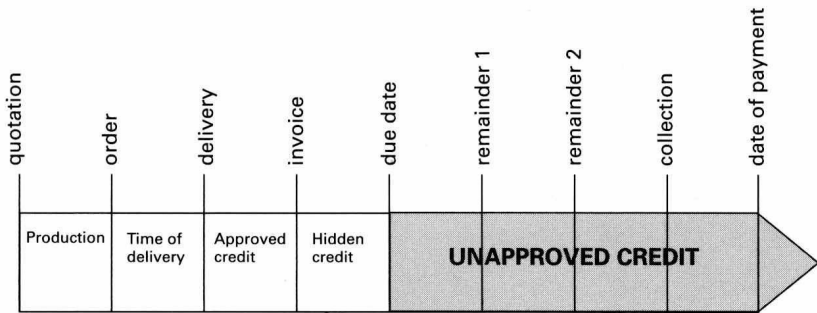 quotation
order
delivery
invoice
due date
remainder 1
remainder 2
collection
date of payment
Production
Time of
delivery
Approved
credit
Hidden
credit
UNAPPROVED CREDIT